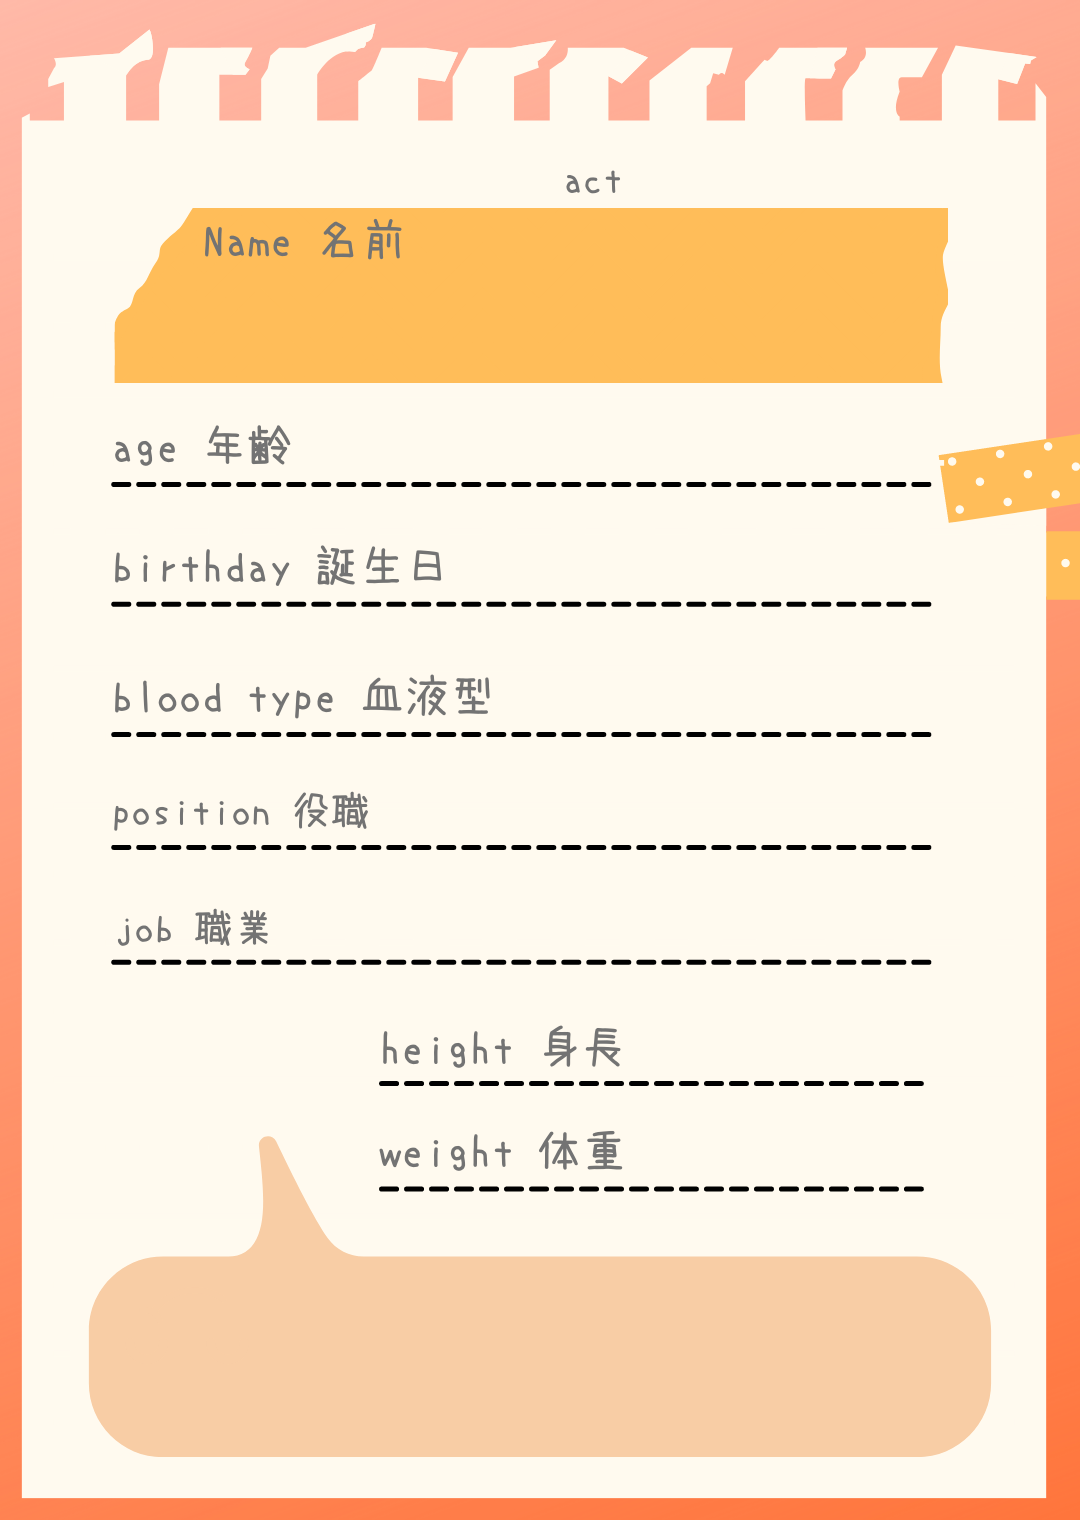 act
Name 名前
age 年齢
birthday 誕生日
blood type 血液型
position 役職
job 職業
height 身長
weight 体重